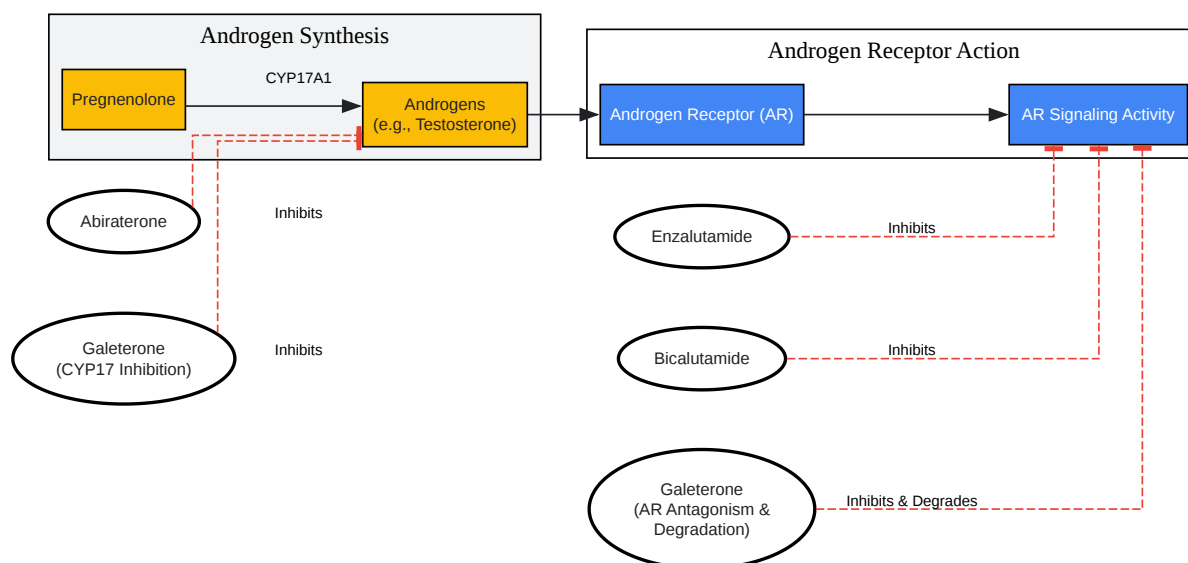 Androgen Synthesis
CYP17A1
Pregnenolone
Androgens
(e.g., Testosterone)
Abiraterone
Inhibits
Galeterone
(CYP17 Inhibition)
Inhibits
Androgen Receptor Action
Androgen Receptor (AR)
AR Signaling Activity
Enzalutamide
Inhibits
Bicalutamide
Inhibits
Galeterone
(AR Antagonism &
Degradation)
Inhibits & Degrades